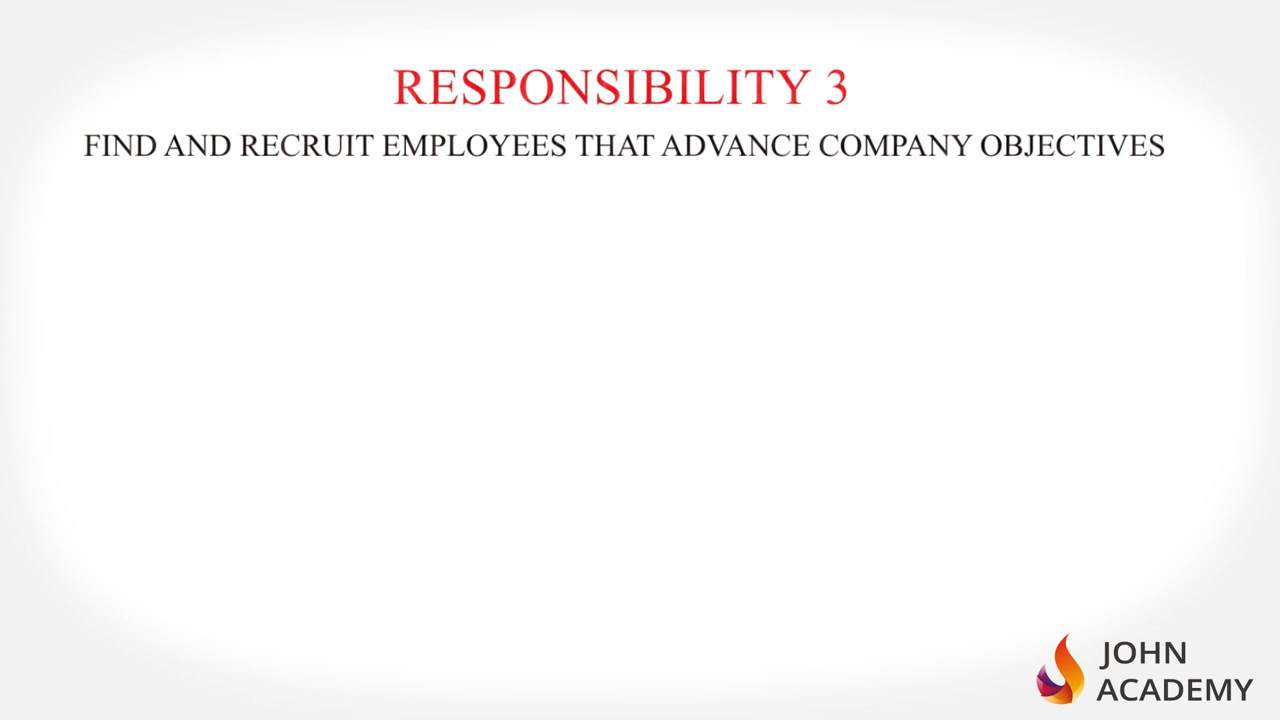 RESPONSIBILITY 3
FIND AND RECRUIT EMPLOYEES THAT ADVANCE COMPANY OBJECTIVES
JOHN
ACADEMY